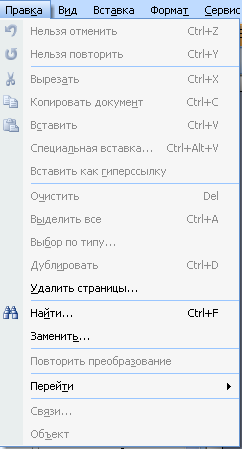 Правка Вид Вставка Формат Сервис
Нельзя отменить Ctrl+Z
Нельзя повторить Ctrl+Y
Вырезать Ctrl+X
Копировать документ Ctrl+C
Вставить Ctrl+V
Специальная вставка... Ctrl+Alt+V
Вставить как гиперссылку
Очистить Del
Выделить все Ctrl+A
Выбор по типу...
Дублировать Ctrl+D
Удалить страницы...
Найти... Ctrl+F
Заменить...
Повторить преобразование
Перейти
Связи...
Объект